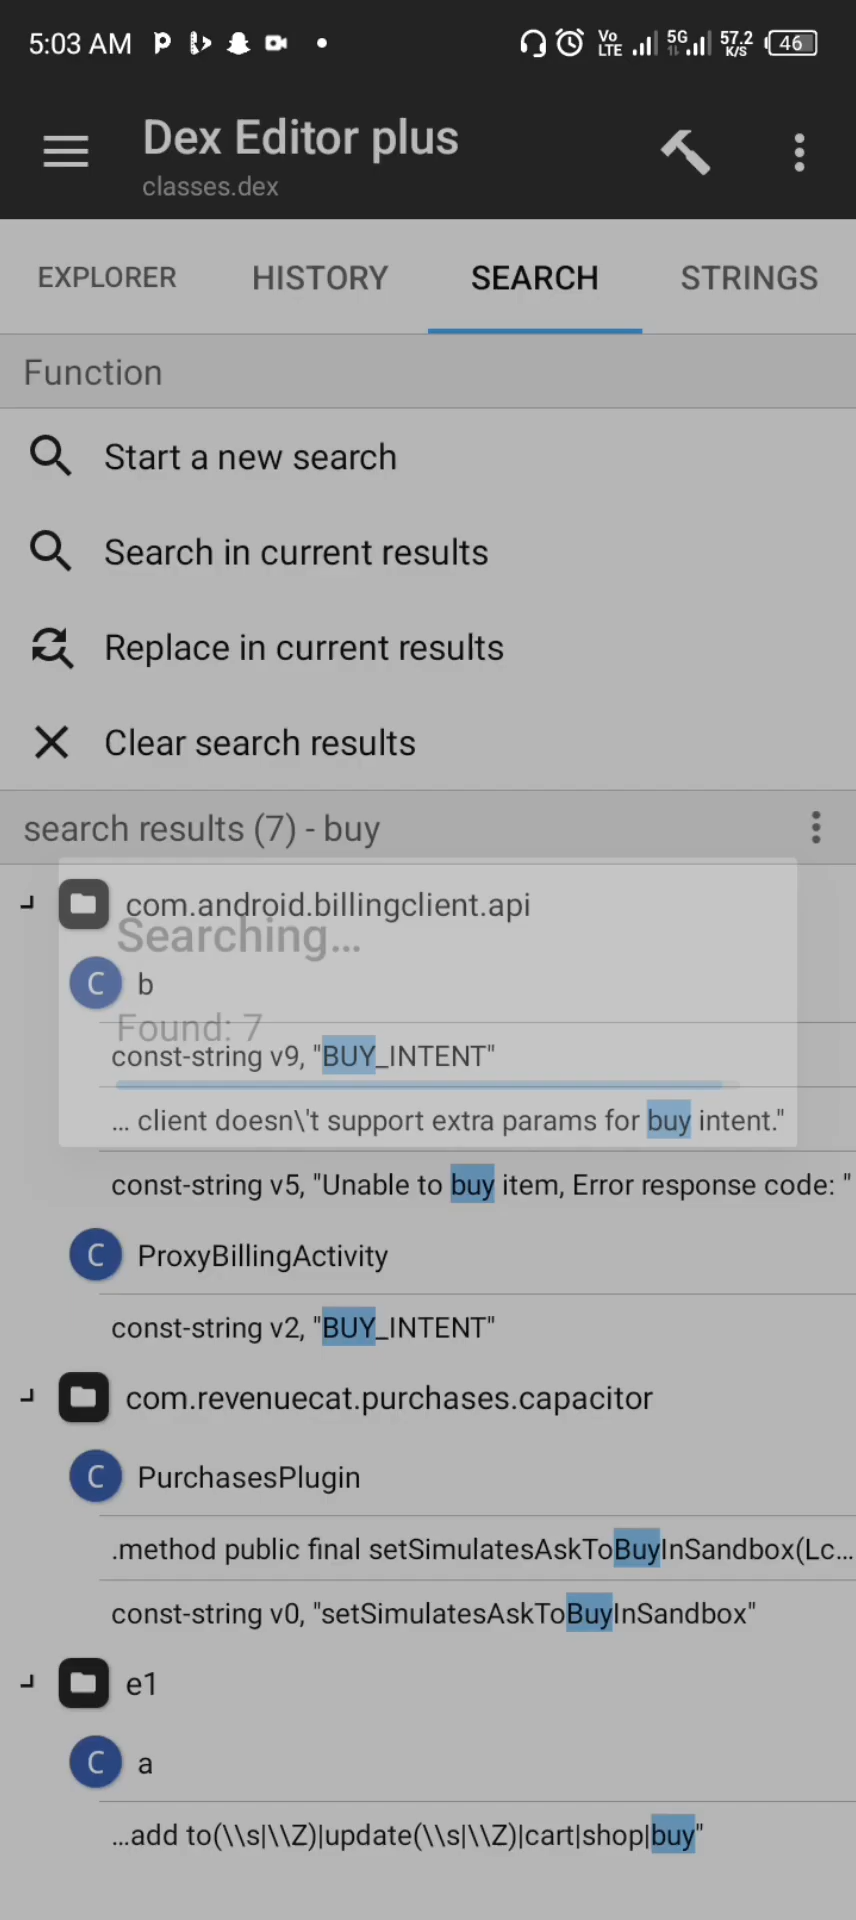 5:03 AM
Vo LTE 5G 57.2 K/S 46
Dex Editor plus
classes.dex
EXPLORER HISTORY SEARCH STRINGS
Function
Start a new search
Search in current results
Replace in current results
Clear search results
search results (7) - buy
com.android.billingclient.api
Searching...
C b
Found: 7
const-string v9, "BUY_INTENT"
... client doesn\'t support extra params for buy intent."
const-string v5, "Unable to buy item, Error response code: "
C ProxyBillingActivity
const-string v2, "BUY_INTENT"
com.revenuecat.purchases.capacitor
C PurchasesPlugin
.method public final setSimulatesAskToBuyInSandbox(Lc...
const-string v0, "setSimulatesAskToBuyInSandbox"
e1
C a
...add to(\\s|\\Z)|update(\\s|\\Z)|cart|shop|buy"